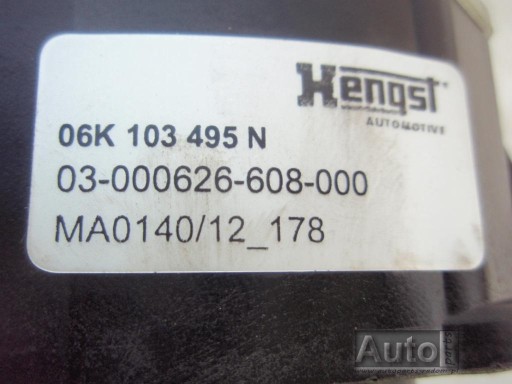 Hengst
AUTOMOTIVE
06K 103 495 N
03-000626-608-000
MA0140/12_178
Auto